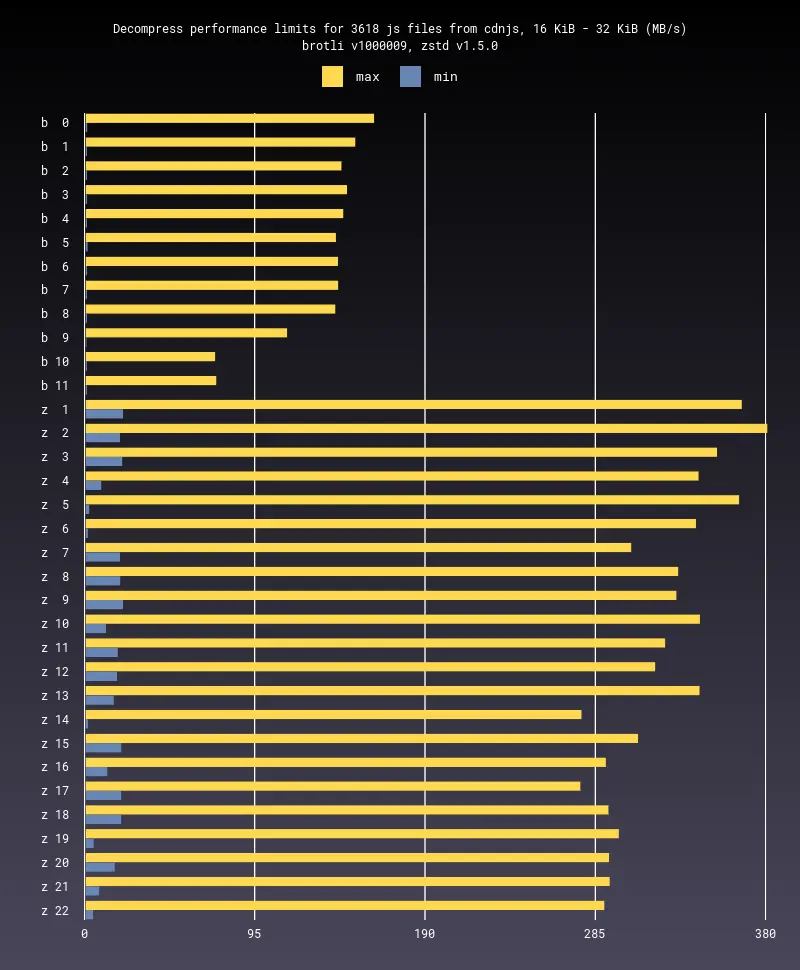 Decompress performance limits for 3618 js files from cdnjs, 16 KiB - 32 KiB (MB/s)
brotli v1000009, zstd v1.5.0
max min
b 0
b 1
b 2
b 3
b 4
b 5
b 6
b 7
b 8
b 9
b 10
b 11
z 1
z 2
z 3
z 4
z 5
z 6
z 7
z 8
z 9
z 10
z 11
z 12
z 13
z 14
z 15
z 16
z 17
z 18
z 19
z 20
z 21
z 22
0 95 190 285 380